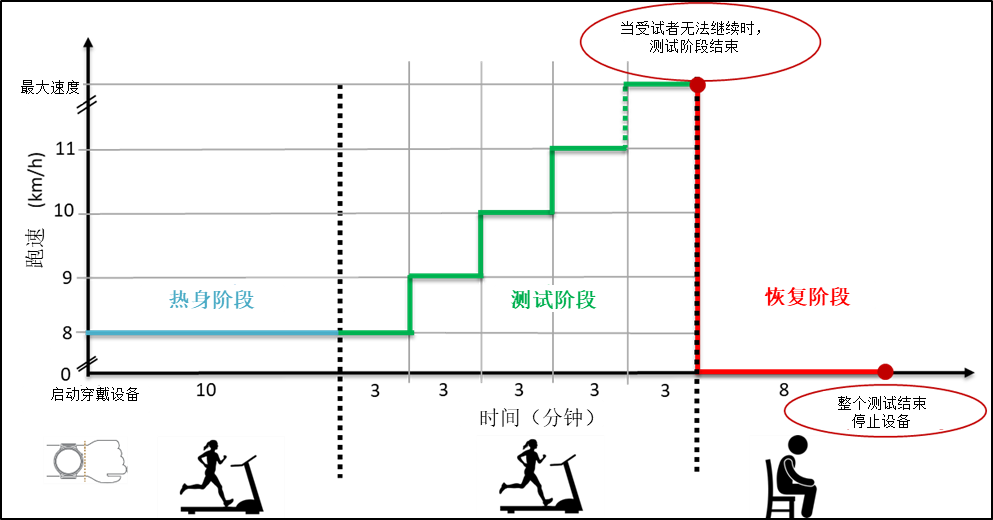 当受试者无法继续时，
测试阶段结束
最大速度
11
10
9
8
0
跑速 (km/h)
热身阶段
测试阶段
恢复阶段
启动穿戴设备
10
3
3
3
3
3
8
时间（分钟）
整个测试结束
停止设备